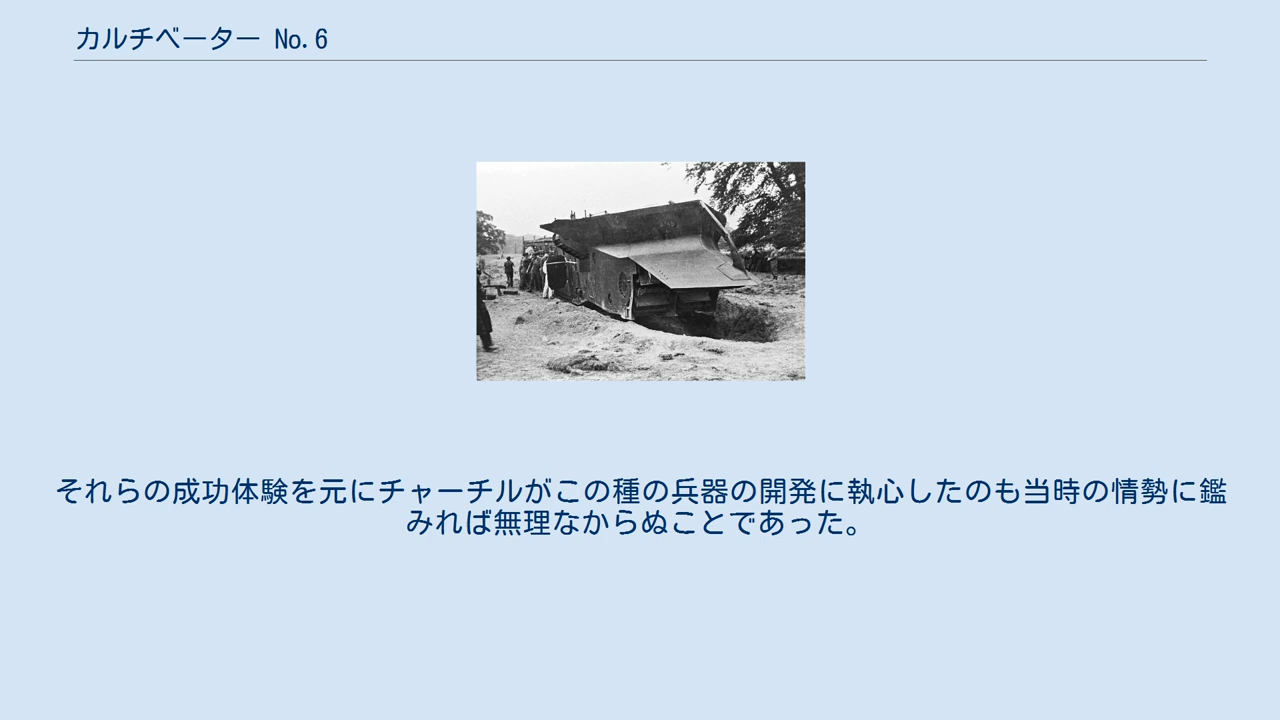 カルチベーター No.6
それらの成功体験を元にチャーチルがこの種の兵器の開発に執心したのも当時の情勢に鑑
みれば無理なからぬことであった。